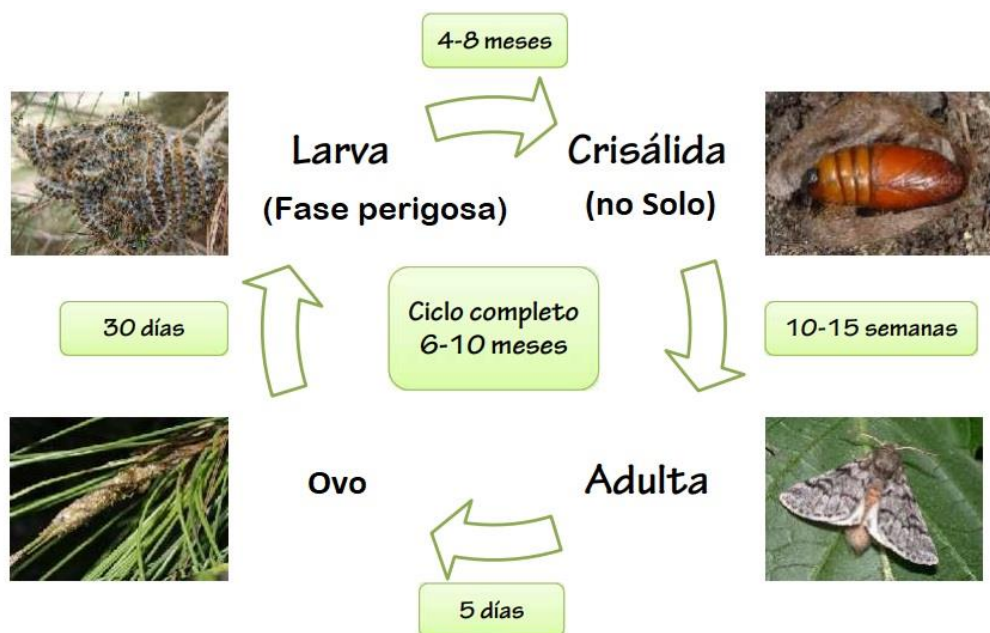 4-8 meses
Larva
(Fase perigosa)
Crisálida
(no Solo)
30 días
Ciclo completo
6-10 meses
10-15 semanas
Ovo
Adulta
5 días